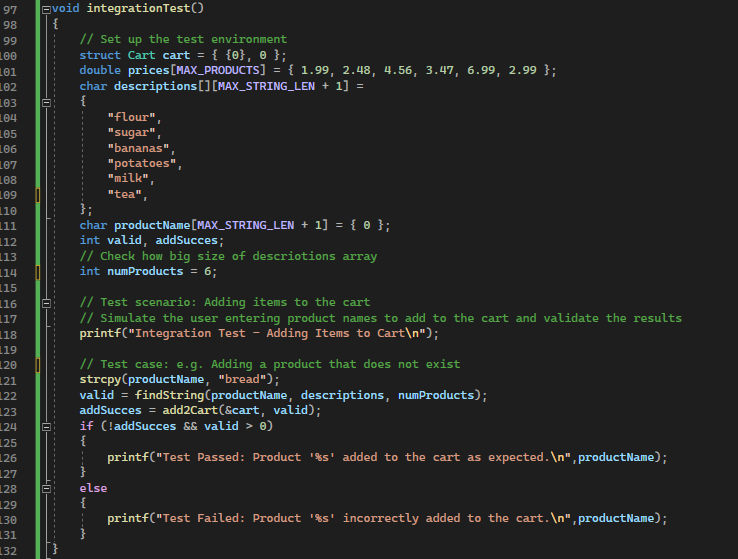 97 void integrationTest()
98 {
99 // Set up the test environment
100 struct Cart cart = { {0}, 0 };
101 double prices[MAX_PRODUCTS] = { 1.99, 2.48, 4.56, 3.47, 6.99, 2.99 };
102 char descriptions[][MAX_STRING_LEN + 1] =
103 {
104 "flour",
105 "sugar",
106 "bananas",
107 "potatoes",
108 "milk",
109 "tea",
110 };
111 char productName[MAX_STRING_LEN + 1] = { 0 };
112 int valid, addSucces;
113 // Check how big size of descriotions array
114 int numProducts = 6;
115
116 // Test scenario: Adding items to the cart
117 // Simulate the user entering product names to add to the cart and validate the results
118 printf("Integration Test - Adding Items to Cart\n");
119
120 // Test case: e.g. Adding a product that does not exist
121 strcpy(productName, "bread");
122 valid = findString(productName, descriptions, numProducts);
123 addSucces = add2Cart(&cart, valid);
124 if (!addSucces && valid > 0)
125 {
126 printf("Test Passed: Product '%s' added to the cart as expected.\n",productName);
127 }
128 else
129 {
130 printf("Test Failed: Product '%s' incorrectly added to the cart.\n",productName);
131 }
132 }